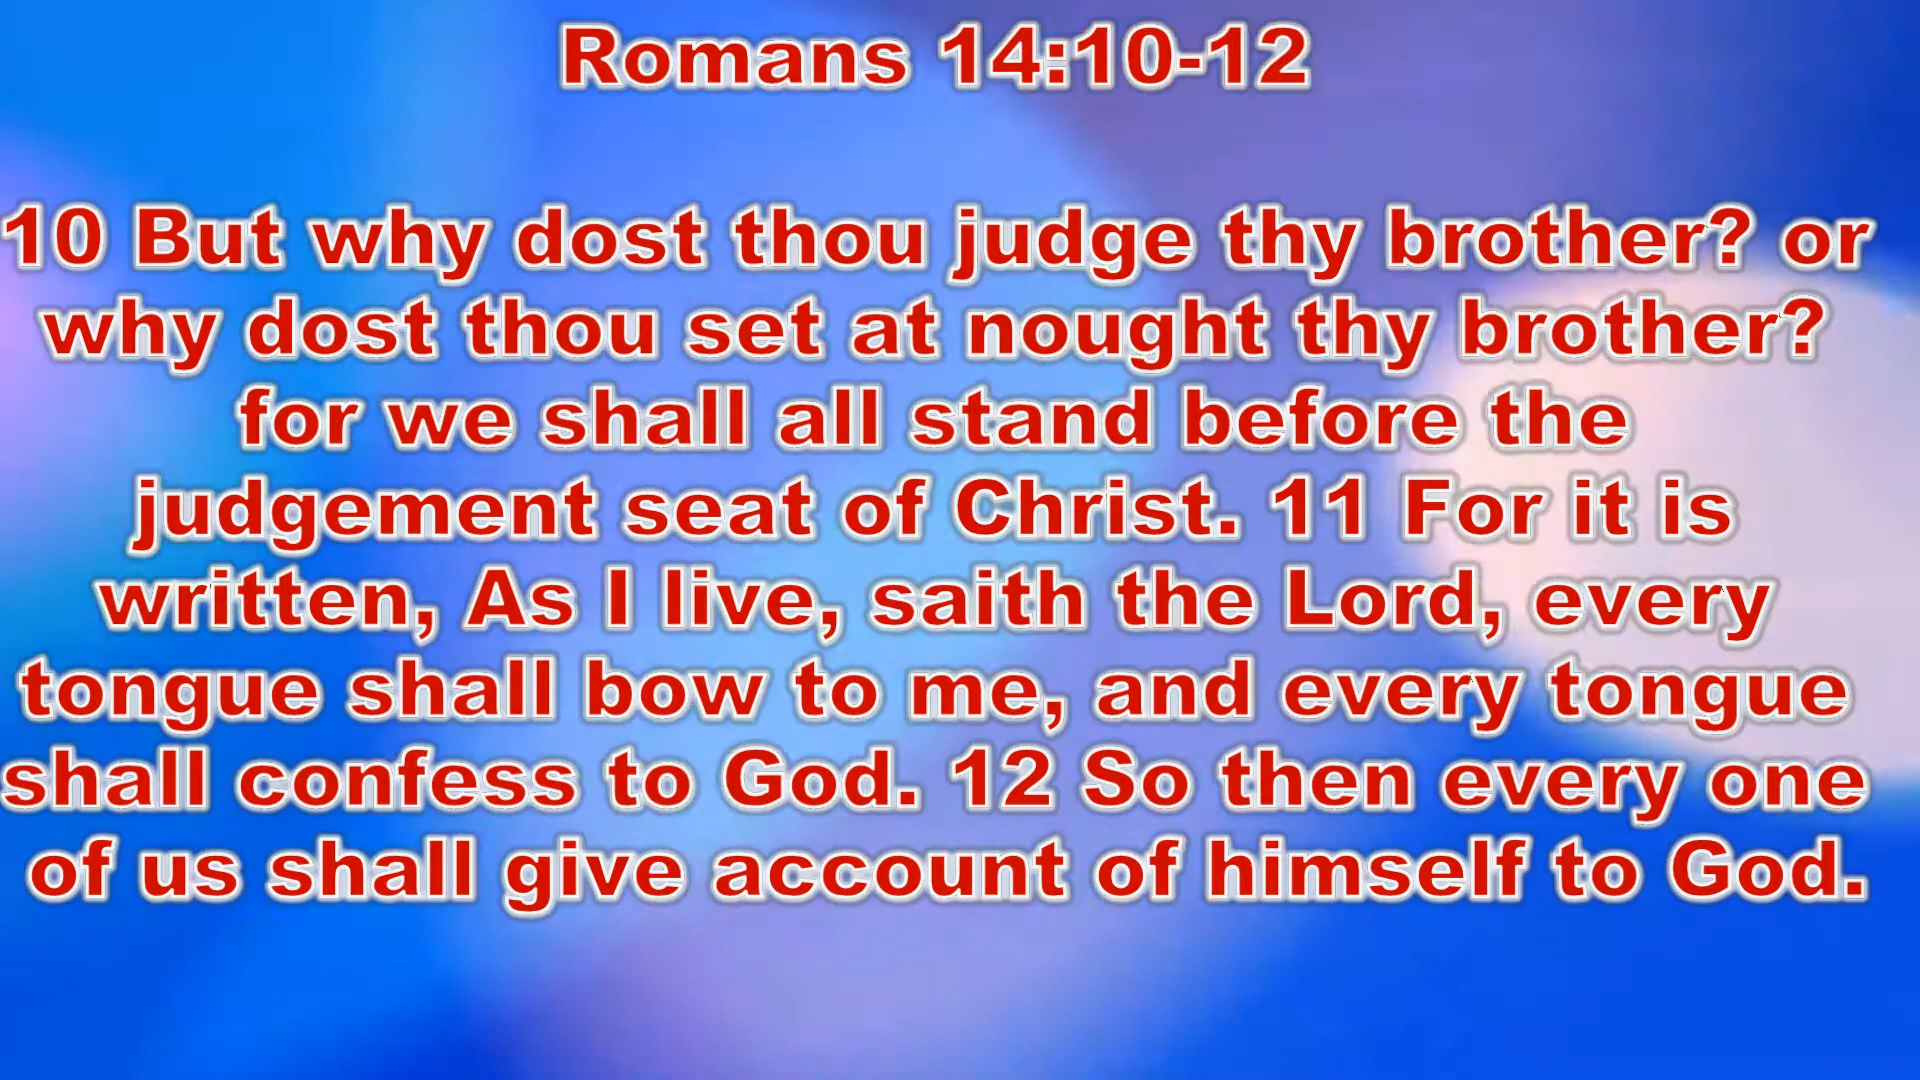 Romans 14:10-12
10 But why dost thou judge thy brother? or
why dost thou set at nought thy brother?
for we shall all stand before the
judgement seat of Christ. 11 For it is
written, As I live, saith the Lord, every
tongue shall bow to me, and every tongue
shall confess to God. 12 So then every one
of us shall give account of himself to God.